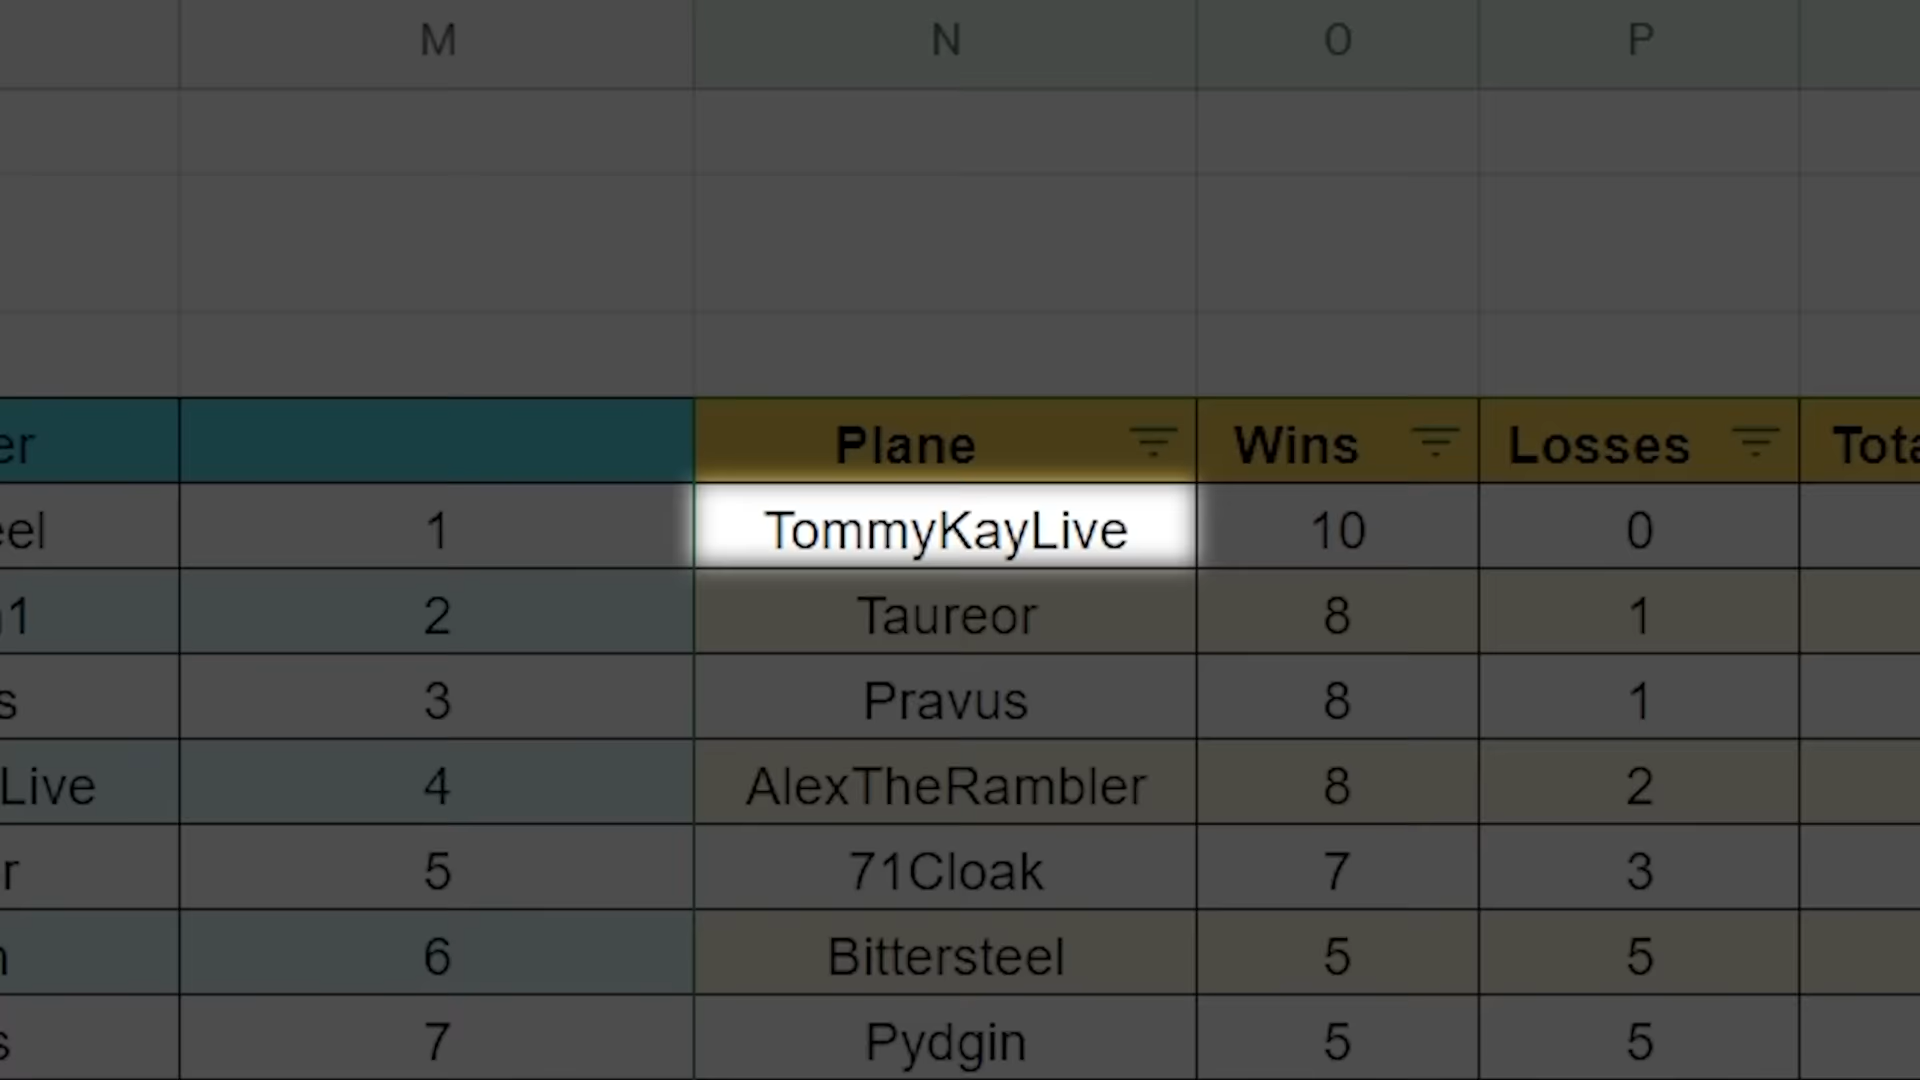 M N O P
er Plane Wins Losses Tota
eel 1 TommyKayLive 10 0
1 2 Taureor 8 1
s 3 Pravus 8 1
Live 4 AlexTheRambler 8 2
r 5 71Cloak 7 3
n 6 Bittersteel 5 5
s 7 Pydgin 5 5